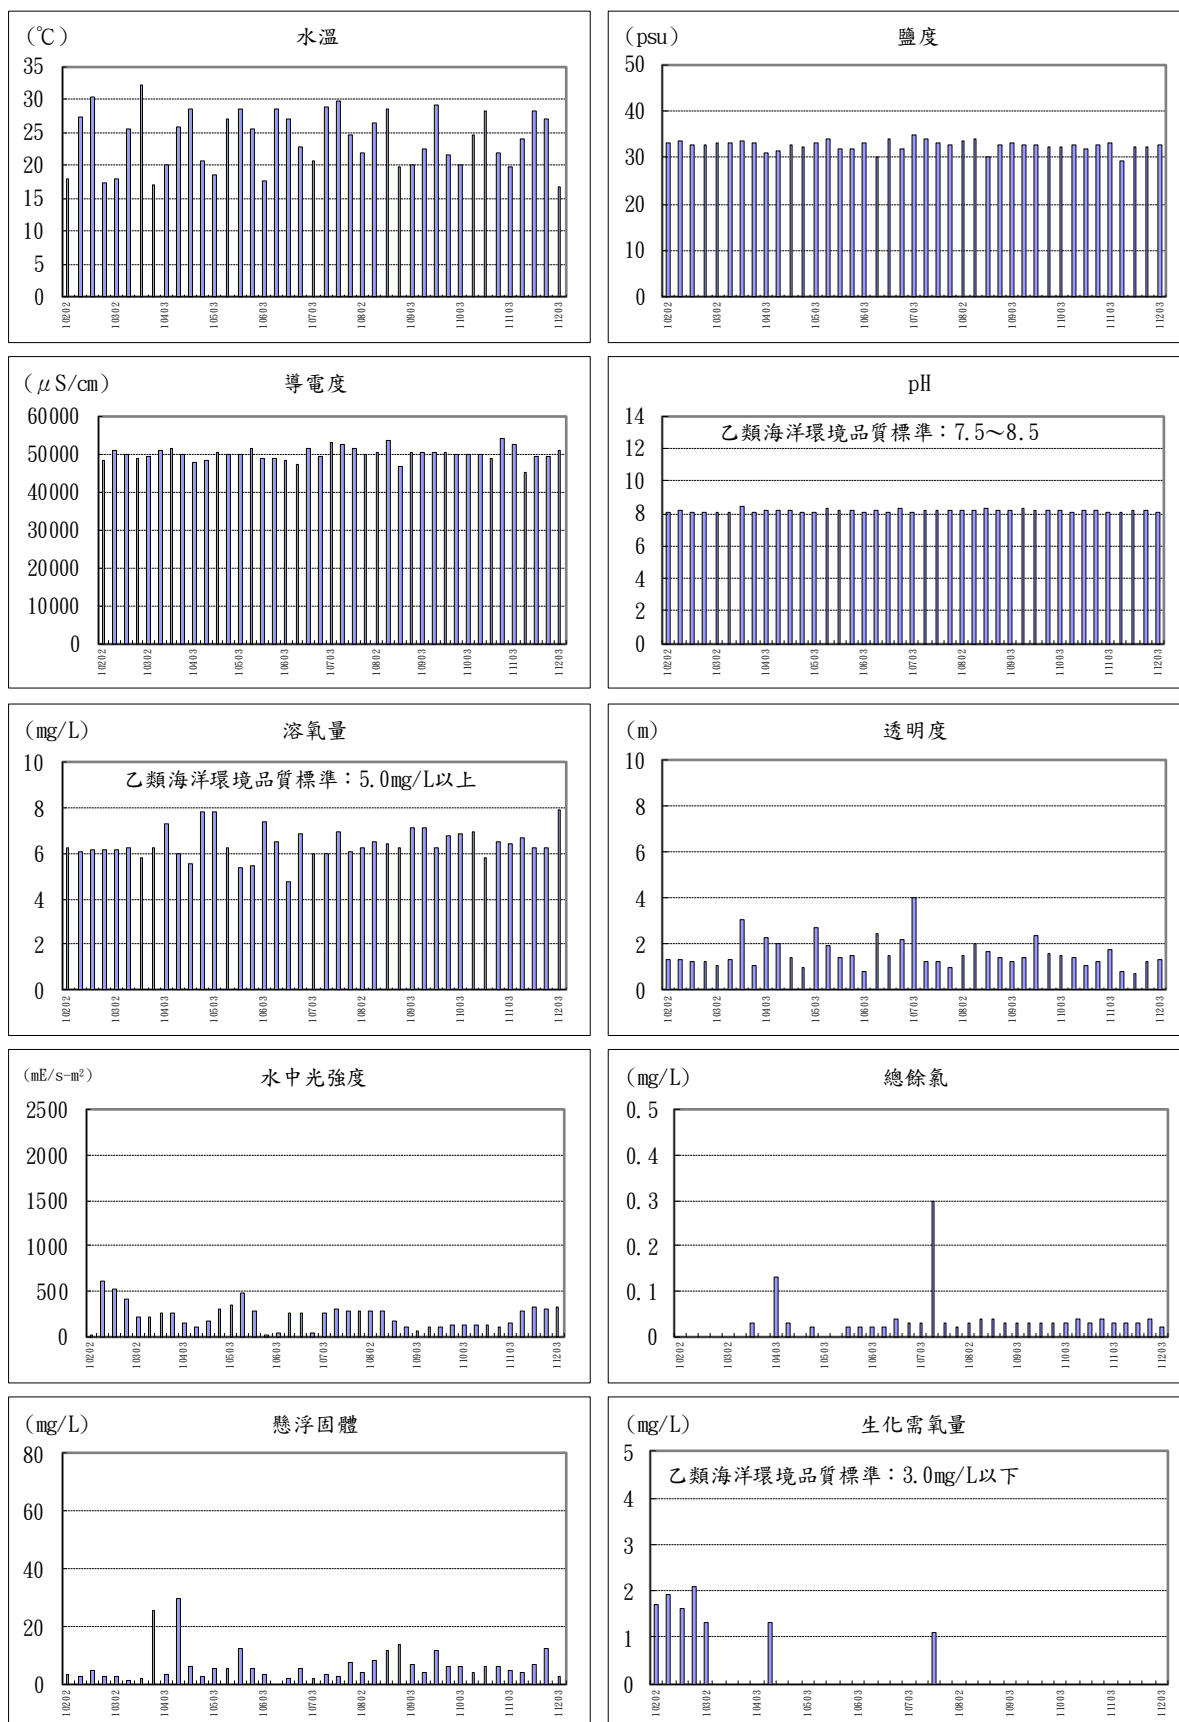 (℃) 水溫
35
30
25
20
15
10
5
0
10202 10302 10403 10503 10603 10703 10802 10903 11003 11103 11203
(psu) 鹽度
50
40
30
20
10
0
10202 10302 10403 10503 10603 10703 10802 10903 11003 11103 11203
(μS/cm) 導電度
60000
50000
40000
30000
20000
10000
0
10202 10302 10403 10503 10603 10703 10802 10903 11003 11103 11203
pH
乙類海洋環境品質標準：7.5～8.5
14
12
10
8
6
4
2
0
10202 10302 10403 10503 10603 10703 10802 10903 11003 11103 11203
(mg/L) 溶氧量
乙類海洋環境品質標準：5.0mg/L以上
10
8
6
4
2
0
10202 10302 10403 10503 10603 10703 10802 10903 11003 11103 11203
(m) 透明度
10
8
6
4
2
0
10202 10302 10403 10503 10603 10703 10802 10903 11003 11103 11203
(mE/s-m²) 水中光強度
2500
2000
1500
1000
500
0
10202 10302 10403 10503 10603 10703 10802 10903 11003 11103 11203
(mg/L) 總餘氯
0.5
0.4
0.3
0.2
0.1
0
10202 10302 10403 10503 10603 10703 10802 10903 11003 11103 11203
(mg/L) 懸浮固體
80
60
40
20
0
10202 10302 10403 10503 10603 10703 10802 10903 11003 11103 11203
(mg/L) 生化需氧量
乙類海洋環境品質標準：3.0mg/L以下
5
4
3
2
1
0
10202 10302 10403 10503 10603 10703 10802 10903 11003 11103 11203